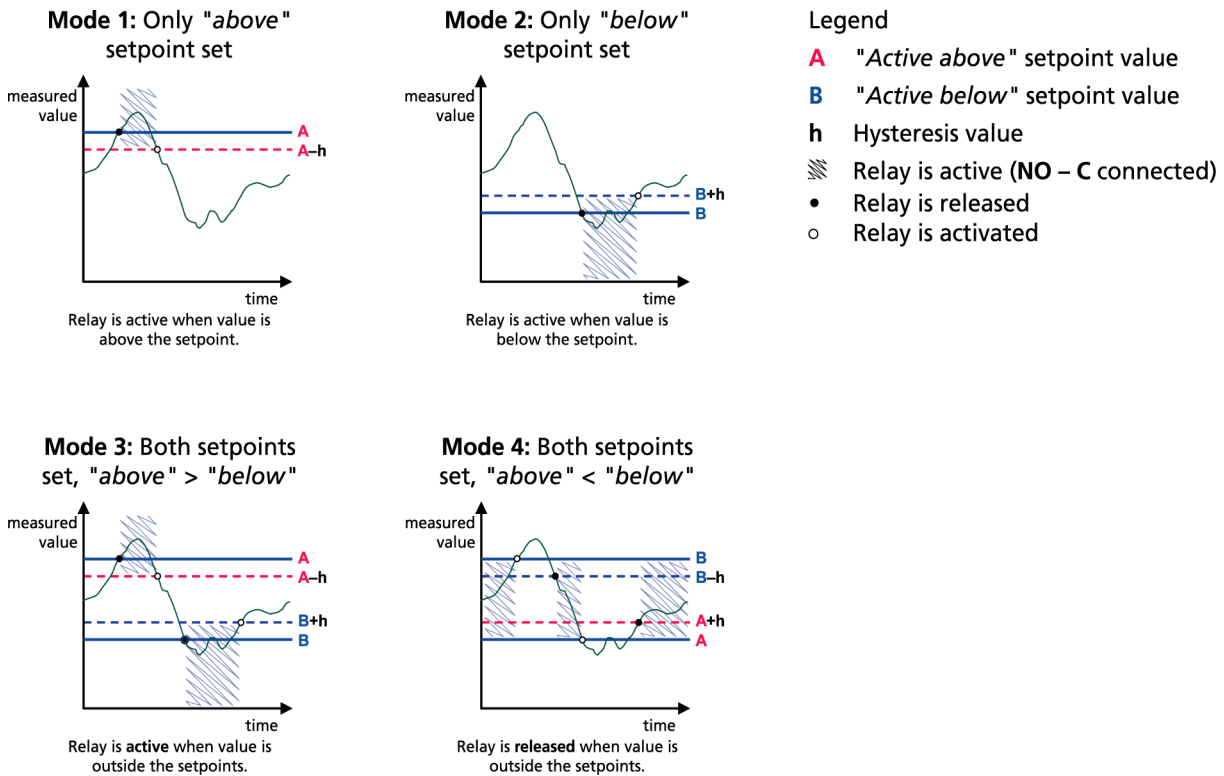 Mode 1: Only "above"
setpoint set
measured
value
A
A–h
time
Relay is active when value is
above the setpoint.
Mode 2: Only "below"
setpoint set
measured
value
B+h
B
time
Relay is active when value is
below the setpoint.
Legend
A "Active above" setpoint value
B "Active below" setpoint value
h Hysteresis value
Relay is active (NO – C connected)
Relay is released
Relay is activated
Mode 3: Both setpoints
set, "above" > "below"
measured
value
A
A–h
B+h
B
time
Relay is active when value is
outside the setpoints.
Mode 4: Both setpoints
set, "above" < "below"
measured
value
B
B–h
A+h
A
time
Relay is released when value is
outside the setpoints.